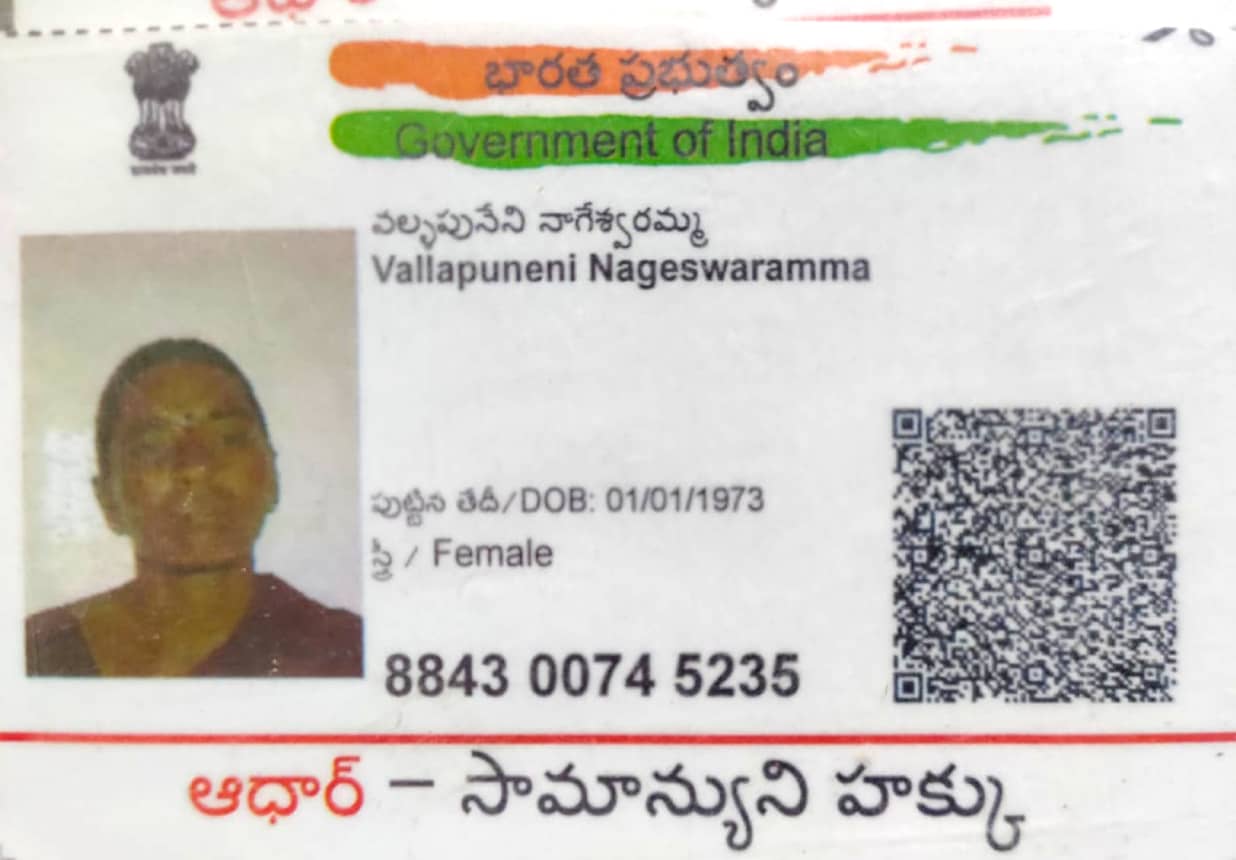 భారత ప్రభుత్వం
Government of India
వల్ళపునేని నాగేశ్వరమ్మ
Vallapuneni Nageswaramma
పుట్టిన తేదీ/DOB: 01/01/1973
స్త్రీ / Female
8843 0074 5235
ఆధార్ – సామాన్యుని హక్కు